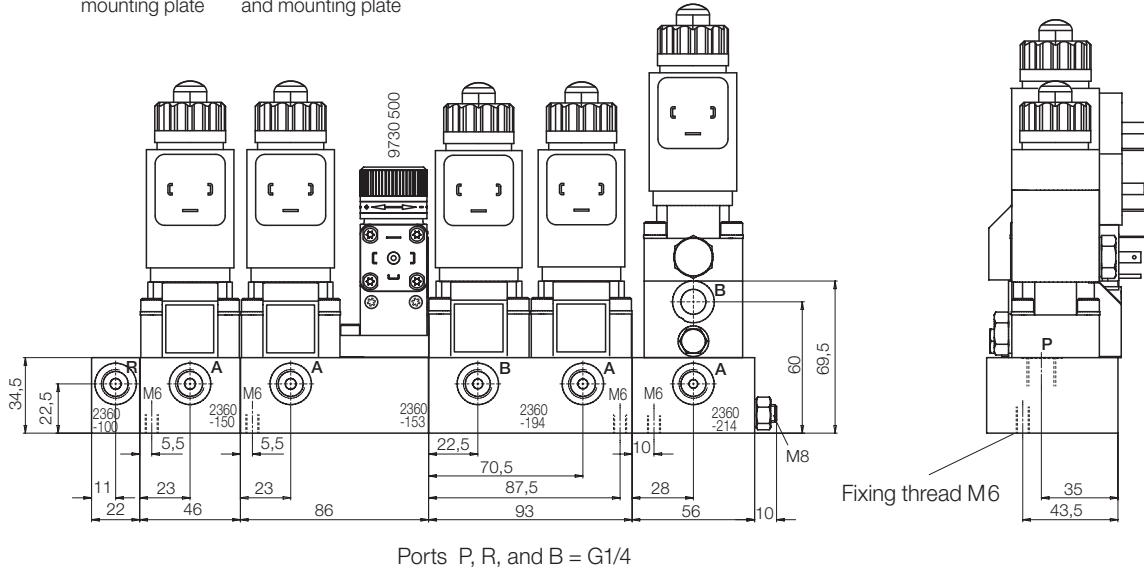 mounting plate
and mounting plate
9730 500
B
60
69,5
34,5
22,5
R
A
A
B
A
A
M6
M6
M6
M6
2360
-100
2360
-150
2360
-153
2360
-194
2360
-214
5,5
5,5
22,5
10
M8
70,5
11
23
23
87,5
28
22
46
86
93
56
10
P
Fixing thread M6
35
43,5
Ports P, R, and B = G1/4